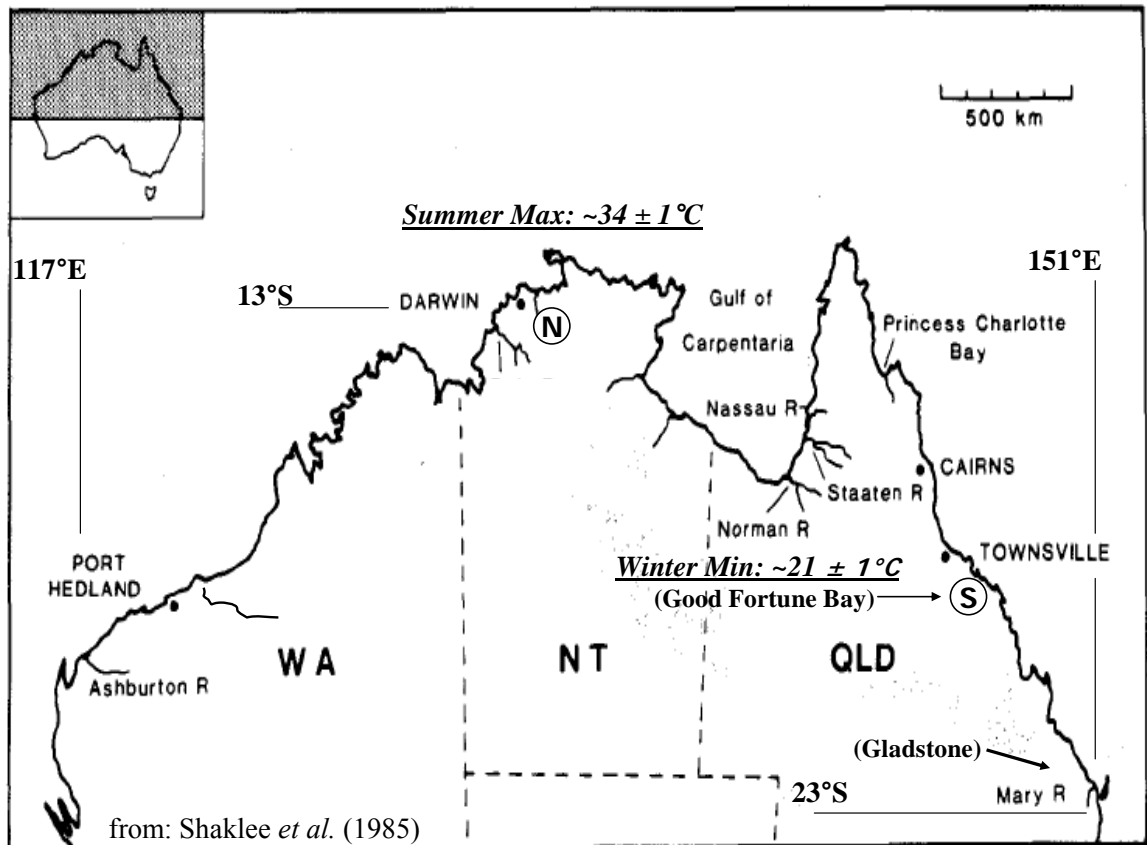 500 km
Summer Max: ~34 ± 1°C
117°E
151°E
13°S
DARWIN
N
Gulf of
Carpentaria
Princess Charlotte
Bay
Nassau R
CAIRNS
Staaten R
Norman R
PORT
HEDLAND
TOWNSVILLE
Winter Min: ~21 ± 1°C
(Good Fortune Bay)
S
WA
NT
QLD
Ashburton R
(Gladstone)
23°S
Mary R
from: Shaklee et al. (1985)